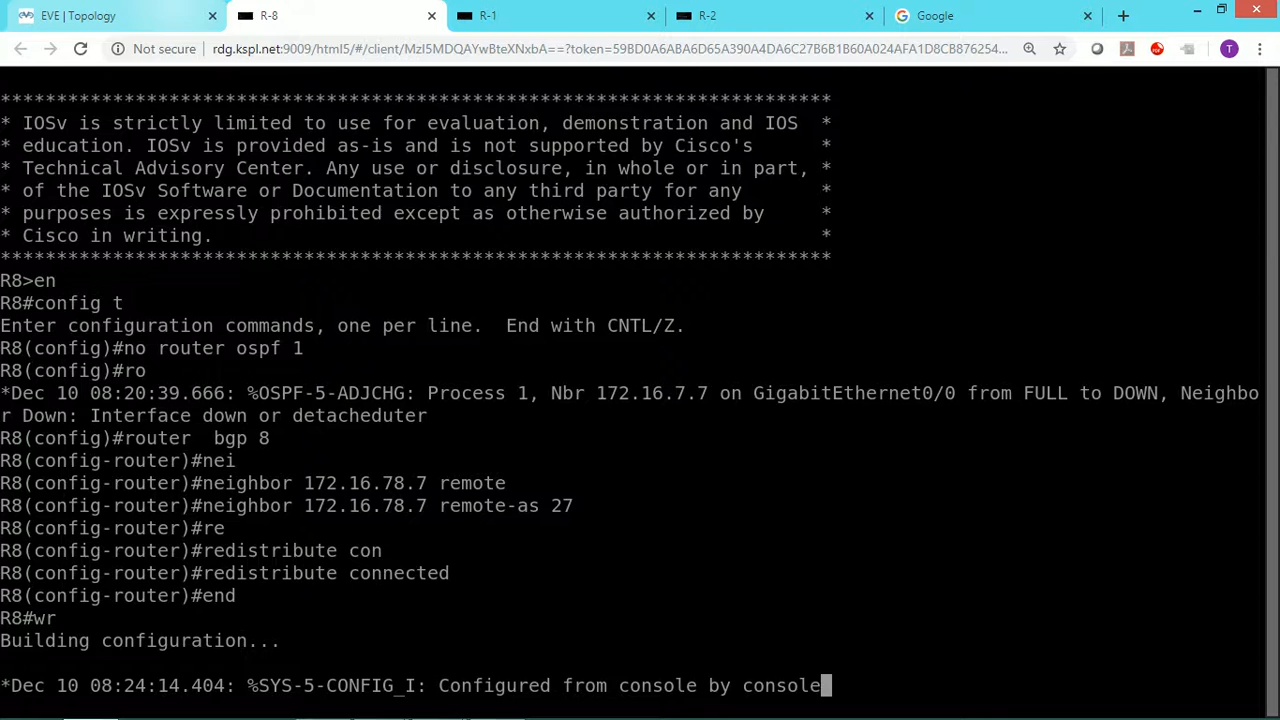 EVE | Topology
R-8
R-1
R-2
Google
Not secure
rdg.kspl.net:9009/html5/#/client/MzI5MDQAYwBteXNxbA==?token=59BD0A6ABA6D65A390A4DA6C27B6B1B60A024AFA1D8CB876254...
T
**************************************************************************
* IOSv is strictly limited to use for evaluation, demonstration and IOS  *
* education. IOSv is provided as-is and is not supported by Cisco's      *
* Technical Advisory Center. Any use or disclosure, in whole or in part, *
* of the IOSv Software or Documentation to any third party for any       *
* purposes is expressly prohibited except as otherwise authorized by     *
* Cisco in writing.                                                      *
**************************************************************************
R8>en
R8#config t
Enter configuration commands, one per line.  End with CNTL/Z.
R8(config)#no router ospf 1
R8(config)#ro
*Dec 10 08:20:39.666: %OSPF-5-ADJCHG: Process 1, Nbr 172.16.7.7 on GigabitEthernet0/0 from FULL to DOWN, Neighbo
r Down: Interface down or detacheduter
R8(config)#router  bgp 8
R8(config-router)#nei
R8(config-router)#neighbor 172.16.78.7 remote
R8(config-router)#neighbor 172.16.78.7 remote-as 27
R8(config-router)#re
R8(config-router)#redistribute con
R8(config-router)#redistribute connected
R8(config-router)#end
R8#wr
Building configuration...
*Dec 10 08:24:14.404: %SYS-5-CONFIG_I: Configured from console by console